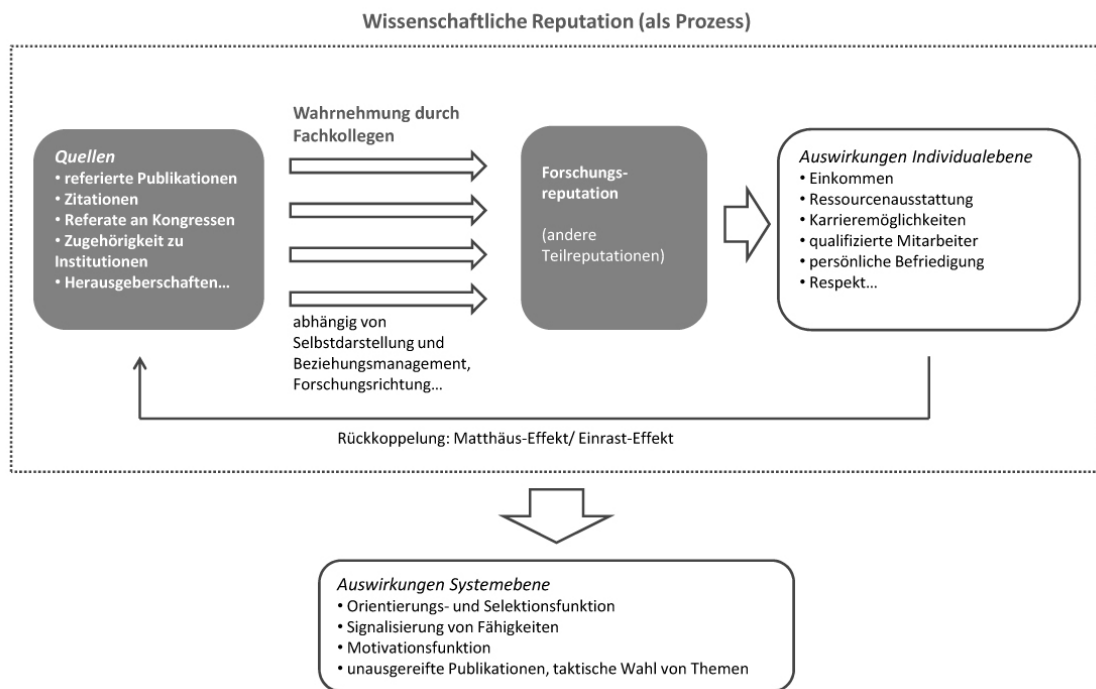 Wissenschaftliche Reputation (als Prozess)
Quellen
• referierte Publikationen
• Zitationen
• Referate an Kongressen
• Zugehörigkeit zu
Institutionen
• Herausgeberschaften...
Wahrnehmung durch
Fachkollegen
abhängig von
Selbstdarstellung und
Beziehungsmanagement,
Forschungsrichtung...
Forschungs-
reputation
(andere
Teilreputationen)
Auswirkungen Individualebene
• Einkommen
• Ressourcenausstattung
• Karrieremöglichkeiten
• qualifizierte Mitarbeiter
• persönliche Befriedigung
• Respekt...
Rückkoppelung: Matthäus-Effekt/ Einrast-Effekt
Auswirkungen Systemebene
• Orientierungs- und Selektionsfunktion
• Signalisierung von Fähigkeiten
• Motivationsfunktion
• unausgereifte Publikationen, taktische Wahl von Themen